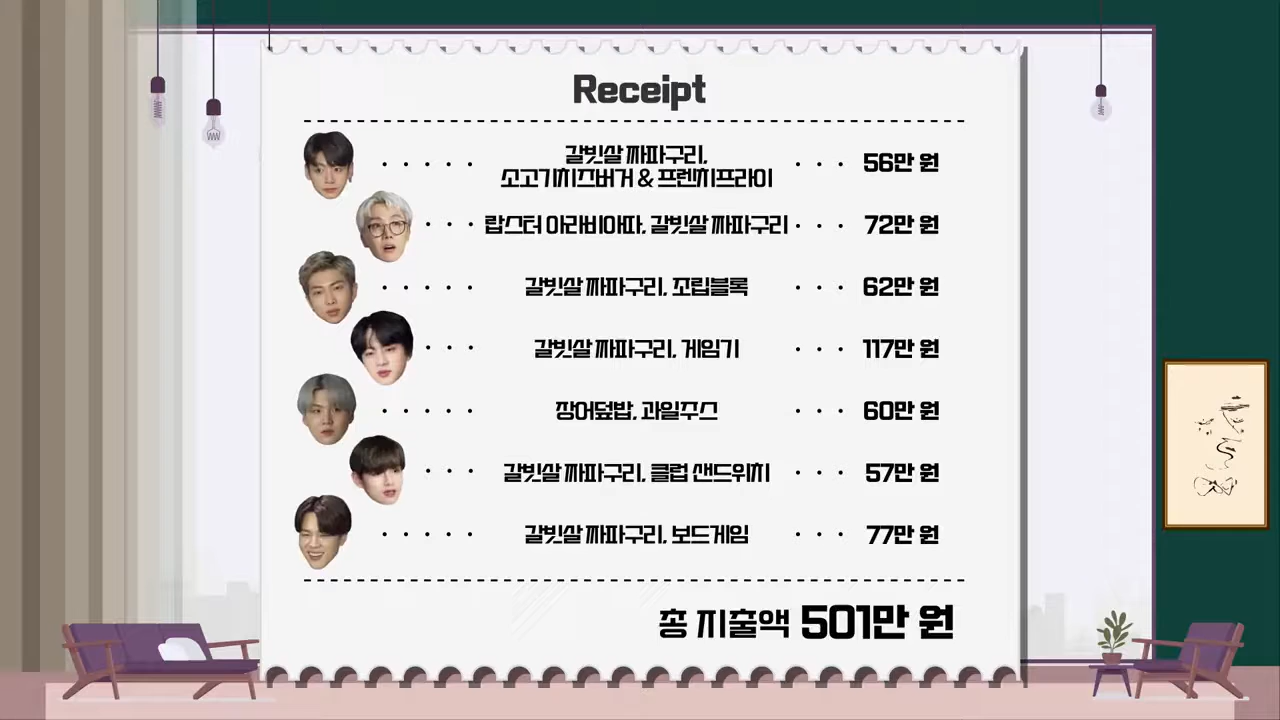 Receipt
갈빗살 짜파구리,
소고기치즈버거 & 프렌치프라이
56만 원
랍스터 아라비아따, 갈빗살 짜파구리
72만 원
갈빗살 짜파구리, 조립블록
62만 원
갈빗살 짜파구리, 게임기
117만 원
장어덮밥, 과일주스
60만 원
갈빗살 짜파구리, 클럽 샌드위치
57만 원
갈빗살 짜파구리, 보드게임
77만 원
총 지출액 501만 원